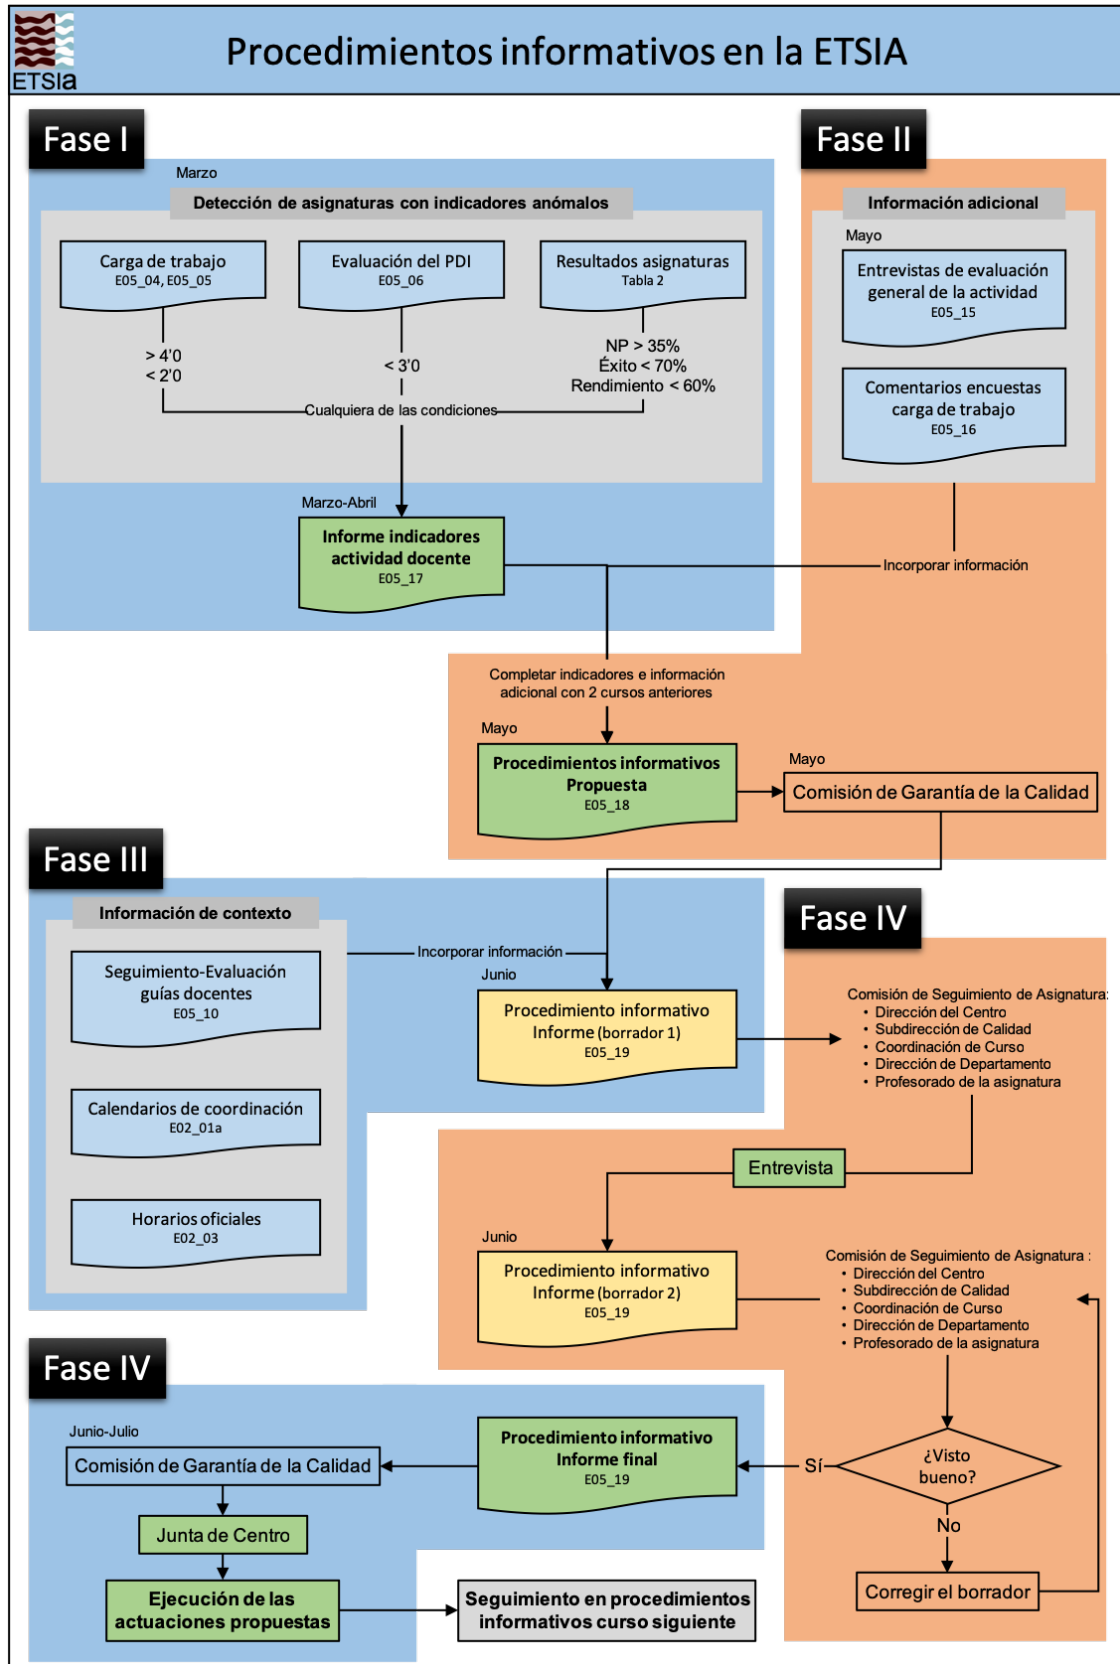 Procedimientos informativos en la ETSIA
ETSIa
Fase I
Marzo
Detección de asignaturas con indicadores anómalos
Carga de trabajo
E05_04, E05_05
Evaluación del PDI
E05_06
Resultados asignaturas
Tabla 2
> 4'0
< 2'0
< 3'0
NP > 35%
Éxito < 70%
Rendimiento < 60%
Cualquiera de las condiciones
Marzo-Abril
Informe indicadores
actividad docente
E05_17
Fase II
Información adicional
Mayo
Entrevistas de evaluación
general de la actividad
E05_15
Comentarios encuestas
carga de trabajo
E05_16
Incorporar información
Completar indicadores e información
adicional con 2 cursos anteriores
Mayo
Procedimientos informativos
Propuesta
E05_18
Mayo
Comisión de Garantía de la Calidad
Fase III
Información de contexto
Seguimiento-Evaluación
guías docentes
E05_10
Calendarios de coordinación
E02_01a
Horarios oficiales
E02_03
Incorporar información
Junio
Procedimiento informativo
Informe (borrador 1)
E05_19
Fase IV
Comisión de Seguimiento de Asignatura:
• Dirección del Centro
• Subdirección de Calidad
• Coordinación de Curso
• Dirección de Departamento
• Profesorado de la asignatura
Entrevista
Junio
Procedimiento informativo
Informe (borrador 2)
E05_19
Comisión de Seguimiento de Asignatura :
• Dirección del Centro
• Subdirección de Calidad
• Coordinación de Curso
• Dirección de Departamento
• Profesorado de la asignatura
¿Visto
bueno?
Sí
No
Corregir el borrador
Fase IV
Procedimiento informativo
Informe final
E05_19
Junio-Julio
Comisión de Garantía de la Calidad
Junta de Centro
Ejecución de las
actuaciones propuestas
Seguimiento en procedimientos
informativos curso siguiente